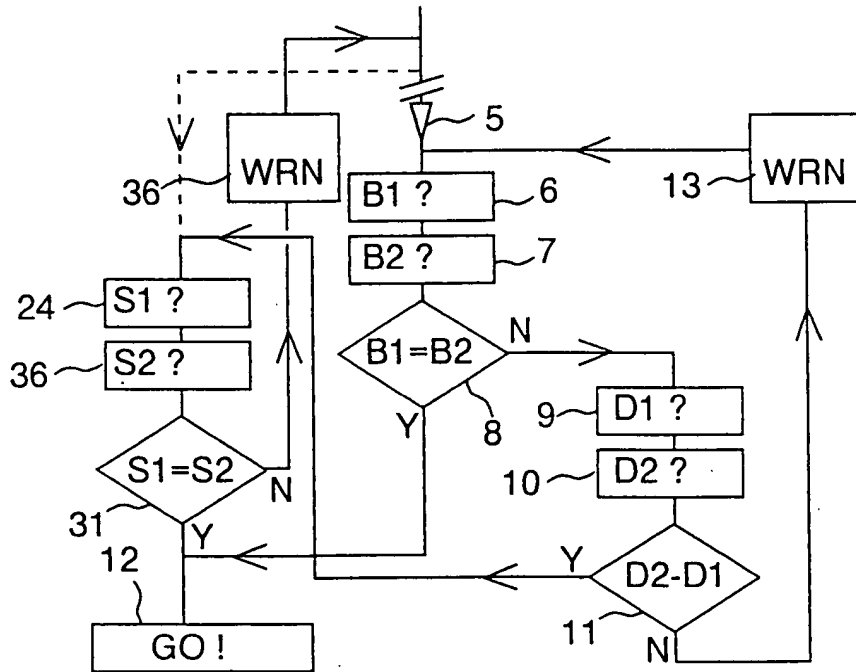 5
36
WRN
WRN
13
B1 ?
6
B2 ?
7
24
S1 ?
36
S2 ?
B1=B2
N
Y
8
9
D1 ?
10
D2 ?
S1=S2
N
31
Y
12
GO !
Y
D2-D1
11
N